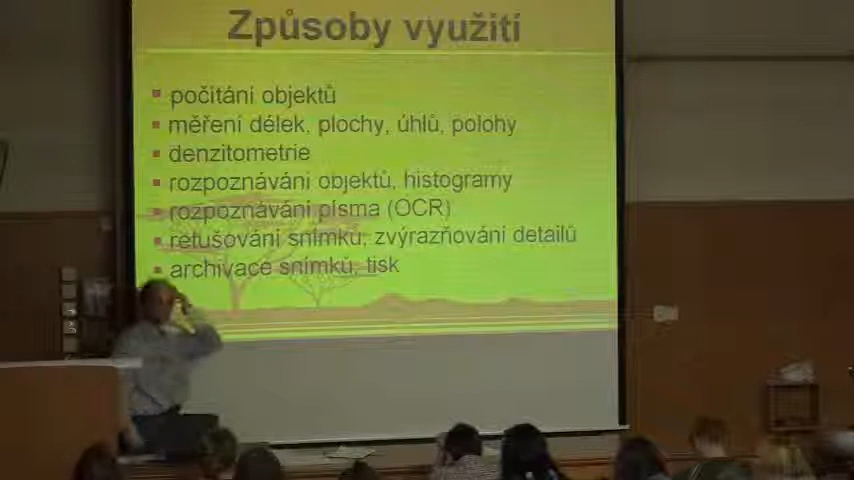 Způsoby využití
počítání objektů
měření délek, plochy, úhlů, polohy
denzitometrie
rozpoznávání objektů, histogramy
rozpoznávání písma (OCR)
retušování snímků, zvýrazňování detailů
archivace snímků, tisk